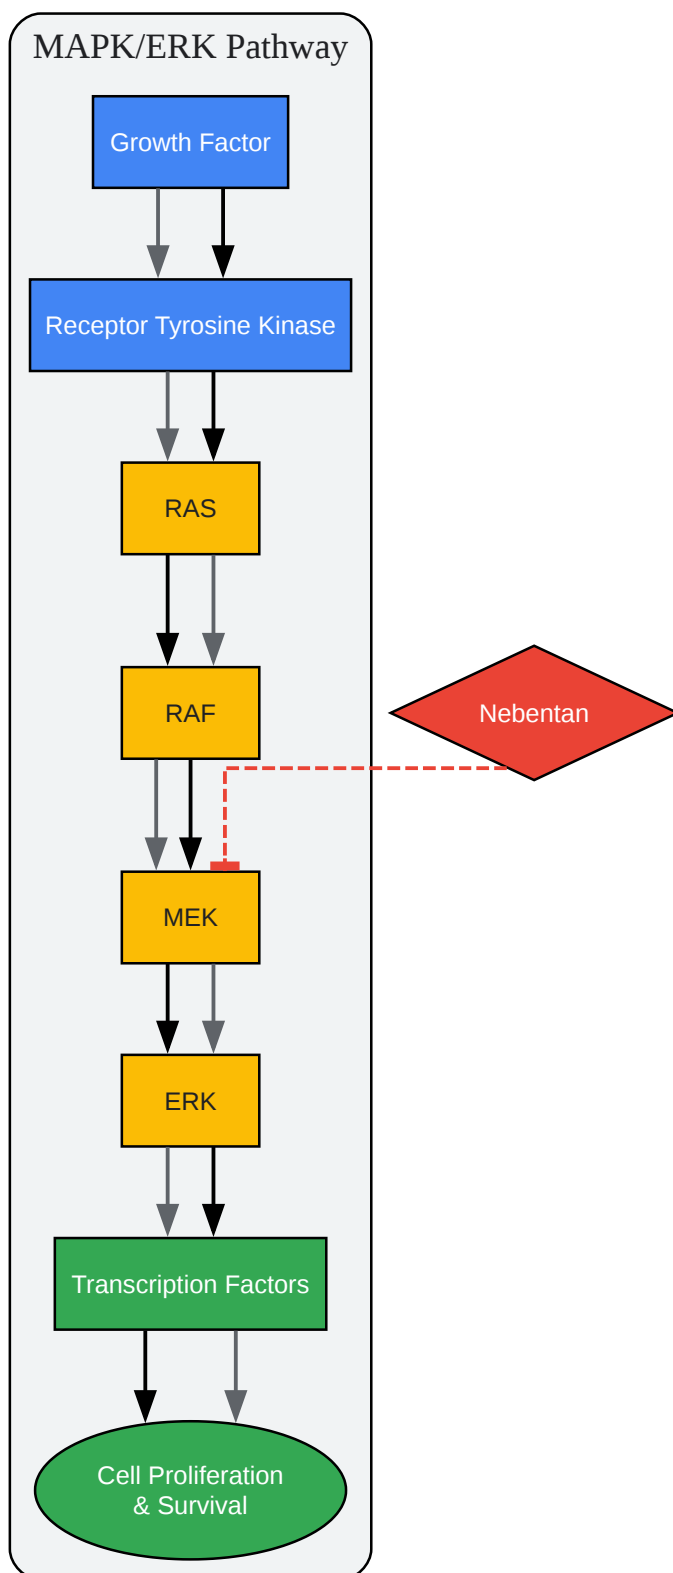 MAPK/ERK Pathway
Growth Factor
Receptor Tyrosine Kinase
RAS
RAF
Nebentan
MEK
ERK
Transcription Factors
Cell Proliferation
& Survival